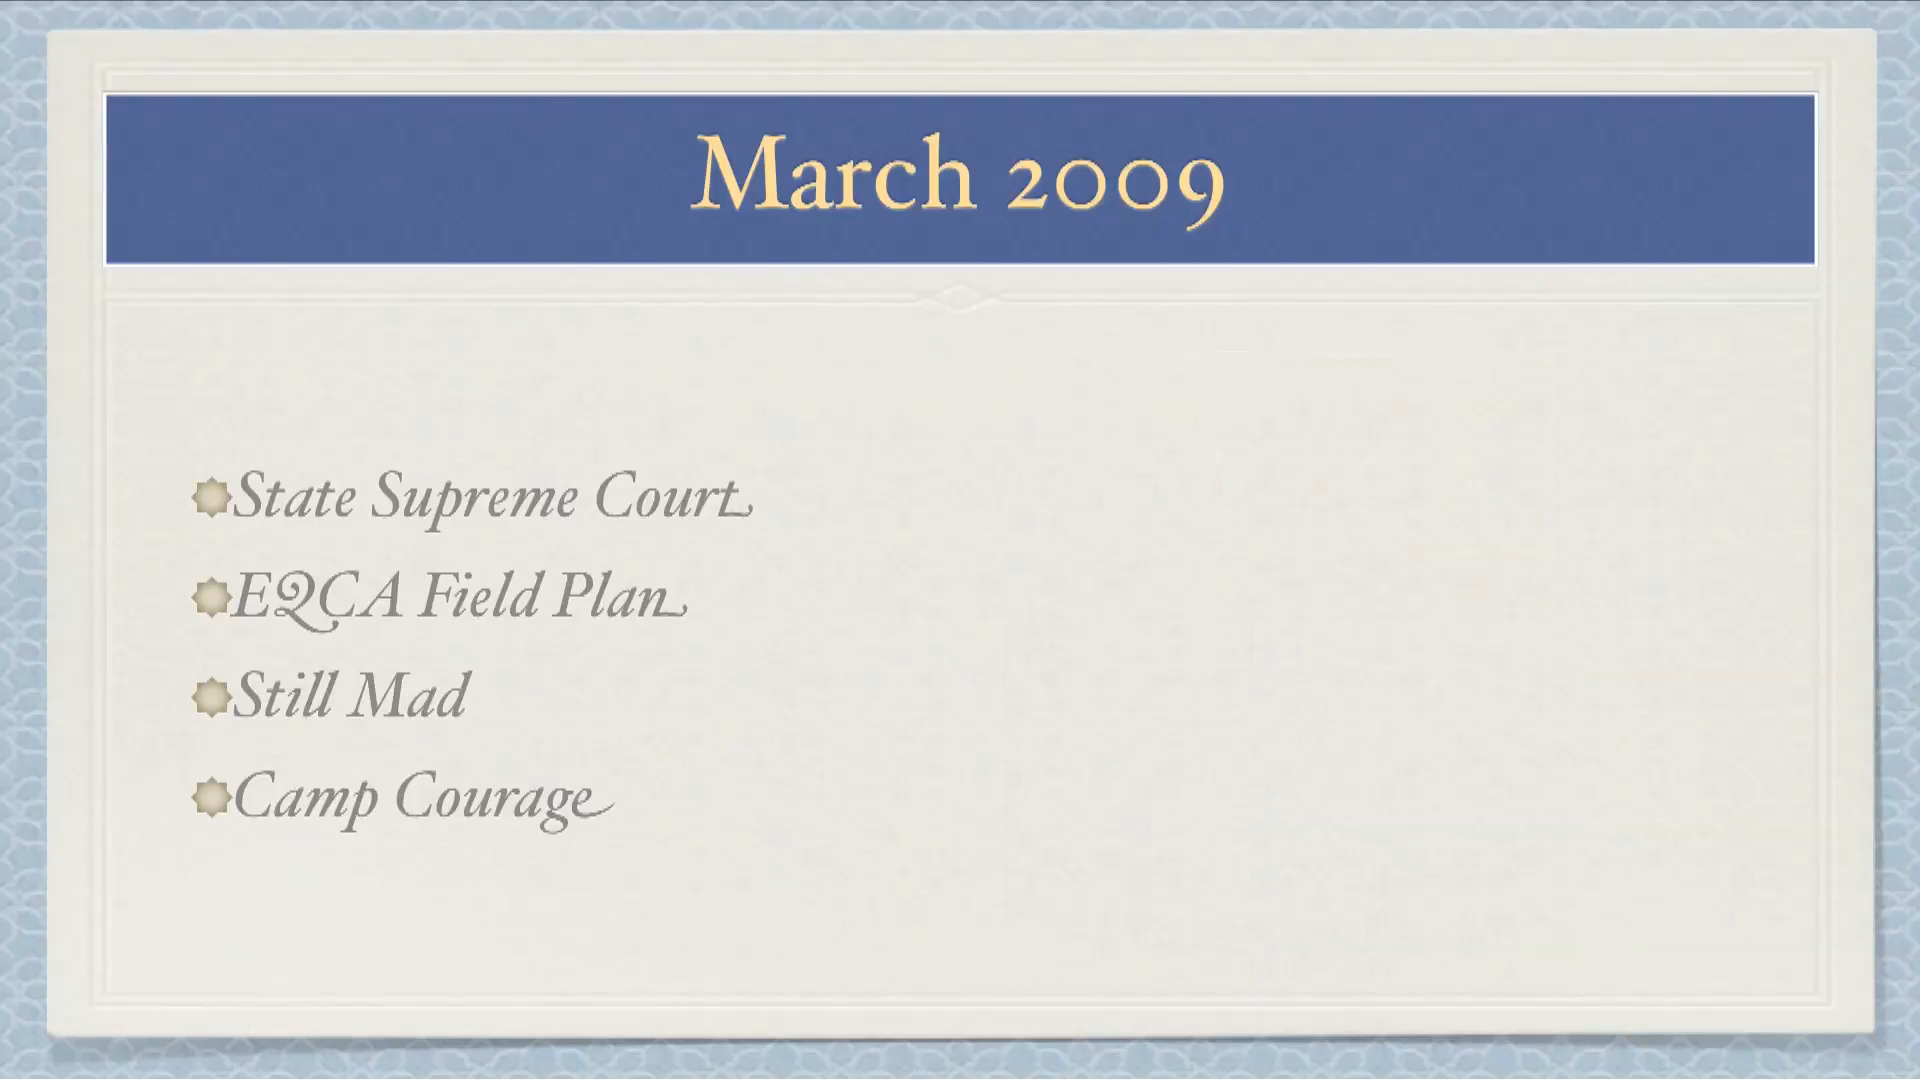 March 2009
State Supreme Court
EQCA Field Plan
Still Mad
Camp Courage